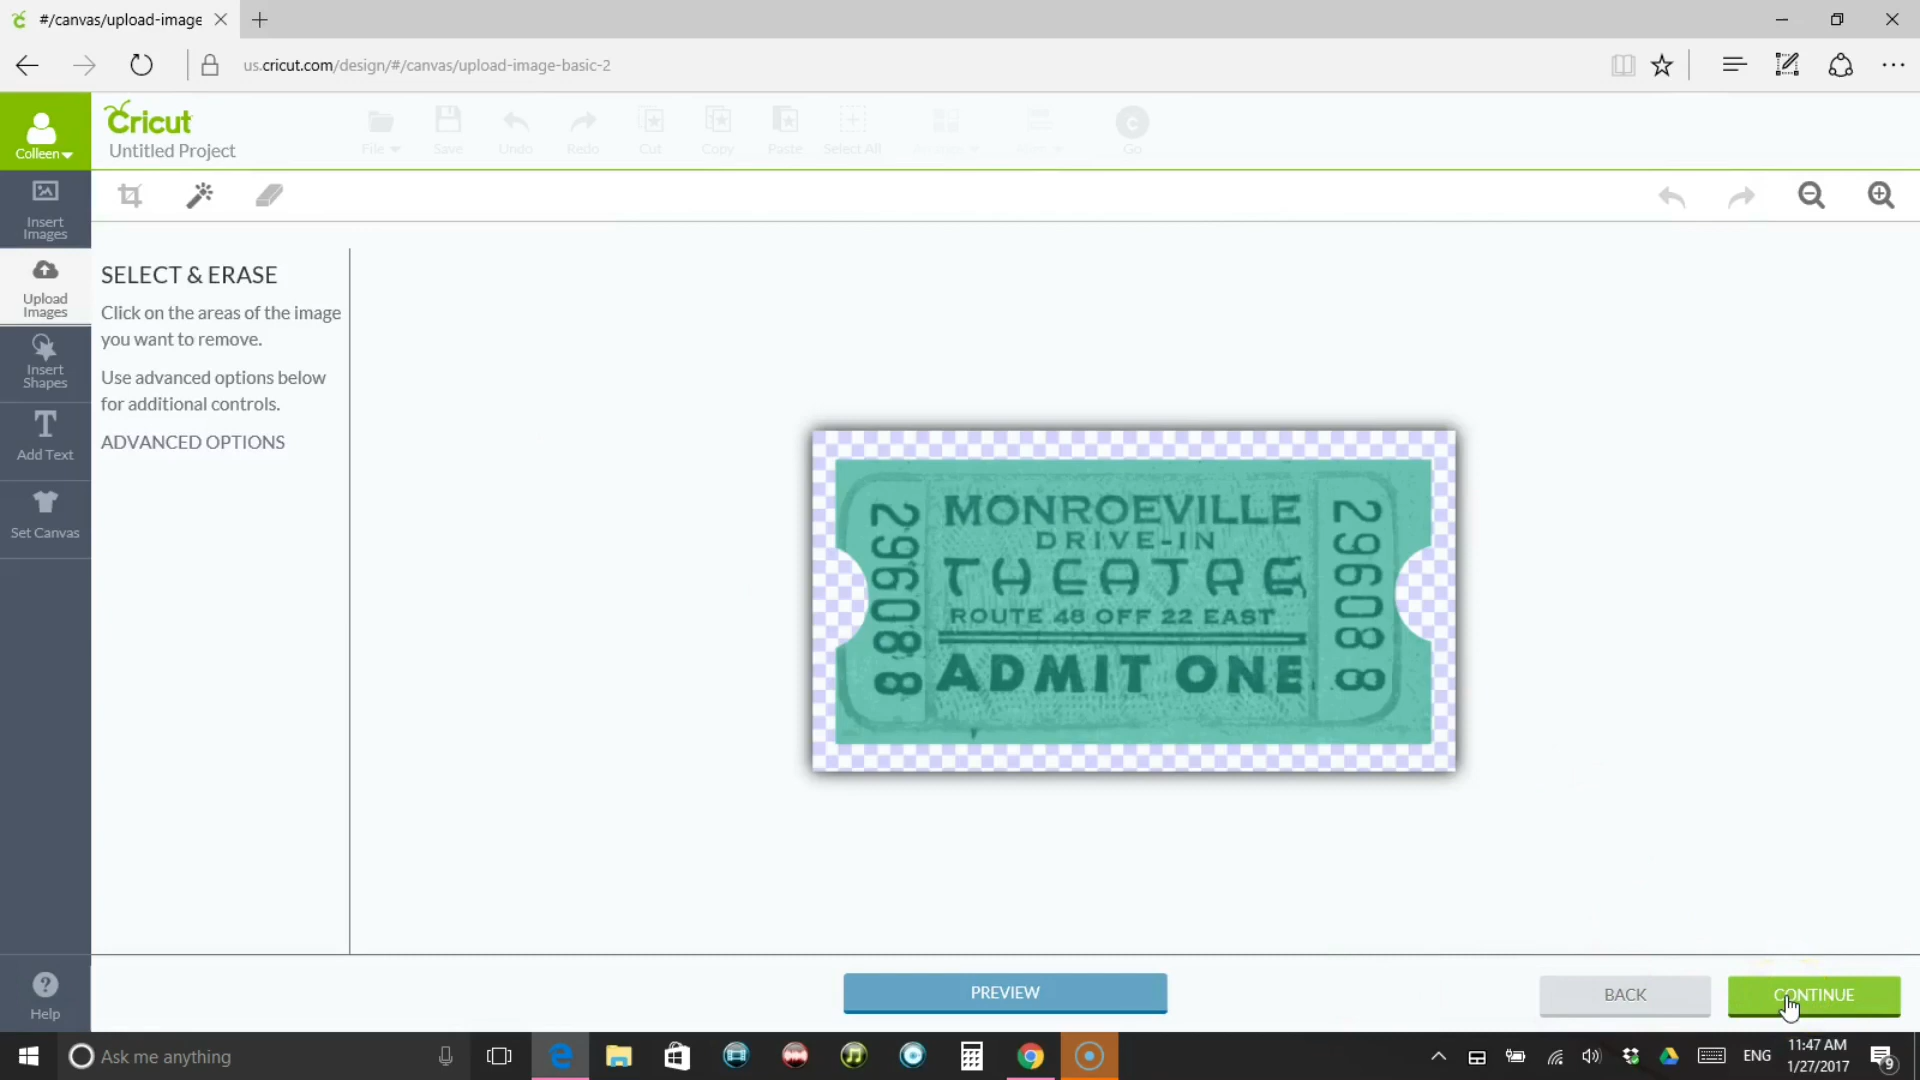 #/canvas/upload-image
us.cricut.com/design/#/canvas/upload-image-basic-2
Colleen
Cricut
Untitled Project
File
Save
Undo
Redo
Cut
Copy
Paste
Select All
Go
Insert
Images
Upload
Images
Insert
Shapes
Add Text
Set Canvas
Help
SELECT & ERASE
Click on the areas of the image
you want to remove.
Use advanced options below
for additional controls.
ADVANCED OPTIONS
29608
8
MONROEVILLE
DRIVE-IN
THEATRE
ROUTE 48 OFF 22 EAST
ADMIT ONE
29608
8
PREVIEW
BACK
CONTINUE
Ask me anything
ENG
11:47 AM
1/27/2017
9